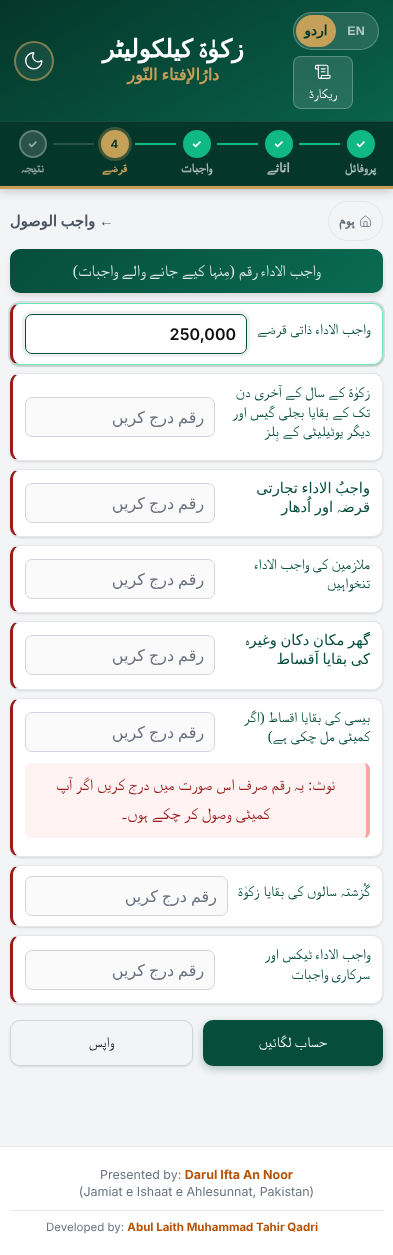 زکوٰۃ کیلکولیٹر
دارُالإفتاء النّور
اردو
EN
ریکارڈ
پروفائل
اثاثے
واجبات
4
قرضے
نتیجہ
ہوم
← واجب الوصول
واجب الاداء رقم (مِنہا کیے جانے والے واجبات)
واجب الاداء ذاتی قرضے
250,000
زکوٰۃ کے سال کے آخری دن
تک کے بقایا بجلی گیس اور
دیگر یوٹیلیٹی کے بِلز
رقم درج کریں
واجبُ الاداء تجارتی
قرضہ اور اُدھار
رقم درج کریں
ملازمین کی واجب الاداء
تنخواہیں
رقم درج کریں
گھر مکان دکان وغیرہ
کی بقایا اَقساط
رقم درج کریں
بیسی کی بقایا اقساط (اگر
کمیٹی مل چکی ہے)
رقم درج کریں
نوٹ: یہ رقم صرف اس صورت میں درج کریں اگر آپ
کمیٹی وصول کر چکے ہوں۔
گُزشتہ سالوں کی بقایا زکوٰۃ
رقم درج کریں
واجب الاداء ٹیکس اور
سرکاری واجبات
رقم درج کریں
حساب لگائیں
واپس
Presented by: Darul Ifta An Noor
(Jamiat e Ishaat e Ahlesunnat, Pakistan)
Developed by: Abul Laith Muhammad Tahir Qadri